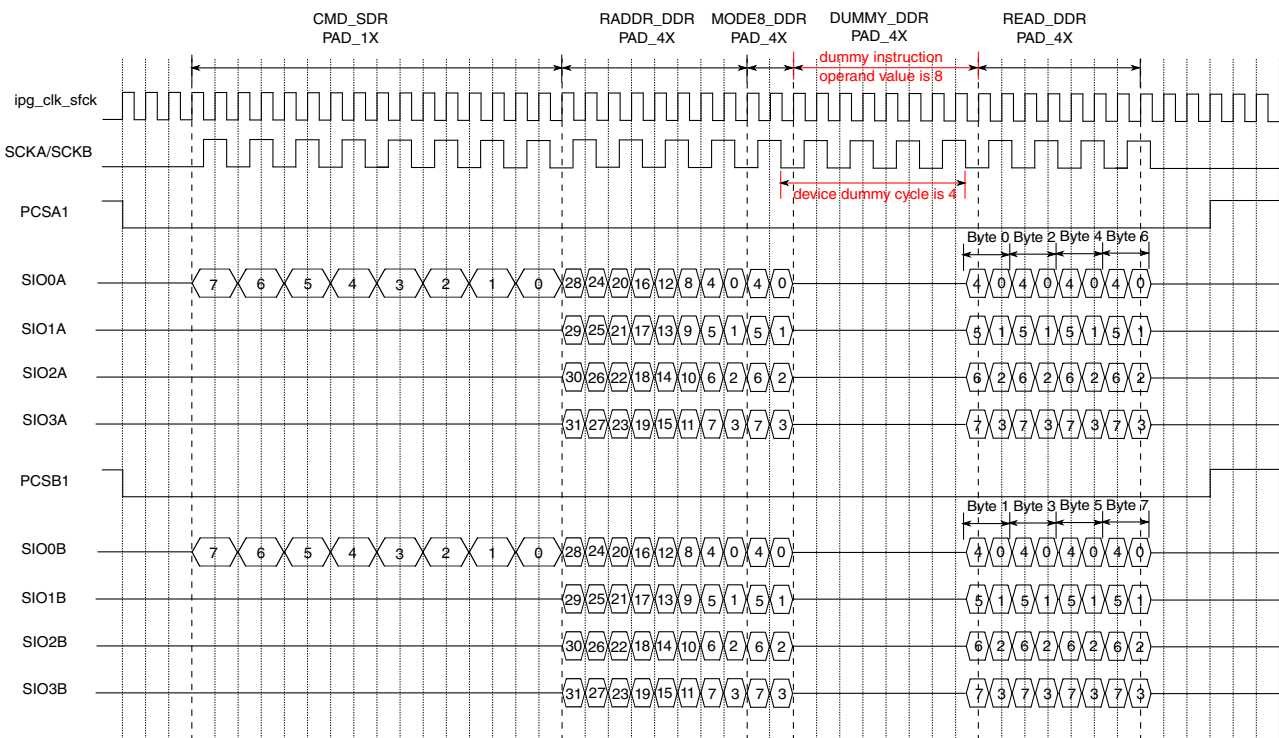 CMD_SDR RADDR_DDR MODE8_DDR DUMMY_DDR READ_DDR
PAD_1X PAD_4X PAD_4X PAD_4X PAD_4X
dummy instruction
operand value is 8
ipg_clk_sfck
SCKA/SCKB
device dummy cycle is 4
PCSA1
Byte 0 Byte 2 Byte 4 Byte 6
SIO0A 7 6 5 4 3 2 1 0 28 24 20 16 12 8 4 0 4 0 4 0 4 0 4 0 4 0
SIO1A 29 25 21 17 13 9 5 1 5 1 5 1 5 1 5 1 5 1
SIO2A 30 26 22 18 14 10 6 2 6 2 6 2 6 2 6 2 6 2
SIO3A 31 27 23 19 15 11 7 3 7 3 7 3 7 3 7 3 7 3
PCSB1
Byte 1 Byte 3 Byte 5 Byte 7
SIO0B 7 6 5 4 3 2 1 0 28 24 20 16 12 8 4 0 4 0 4 0 4 0 4 0 4 0
SIO1B 29 25 21 17 13 9 5 1 5 1 5 1 5 1 5 1 5 1
SIO2B 30 26 22 18 14 10 6 2 6 2 6 2 6 2 6 2 6 2
SIO3B 31 27 23 19 15 11 7 3 7 3 7 3 7 3 7 3 7 3